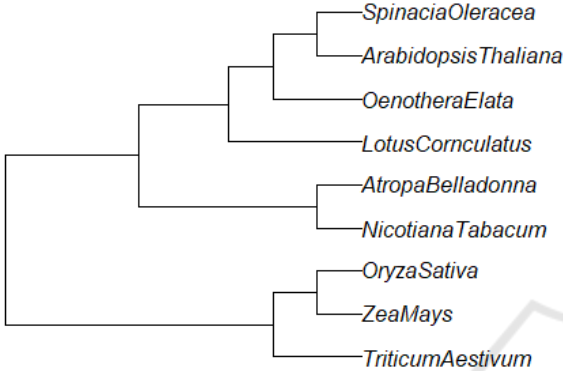 SpinaciaOleracea
ArabidopsisThaliana
OenotheraElata
LotusCornculatus
AtropaBelladonna
NicotianaTabacum
OryzaSativa
ZeaMays
TriticumAestivum